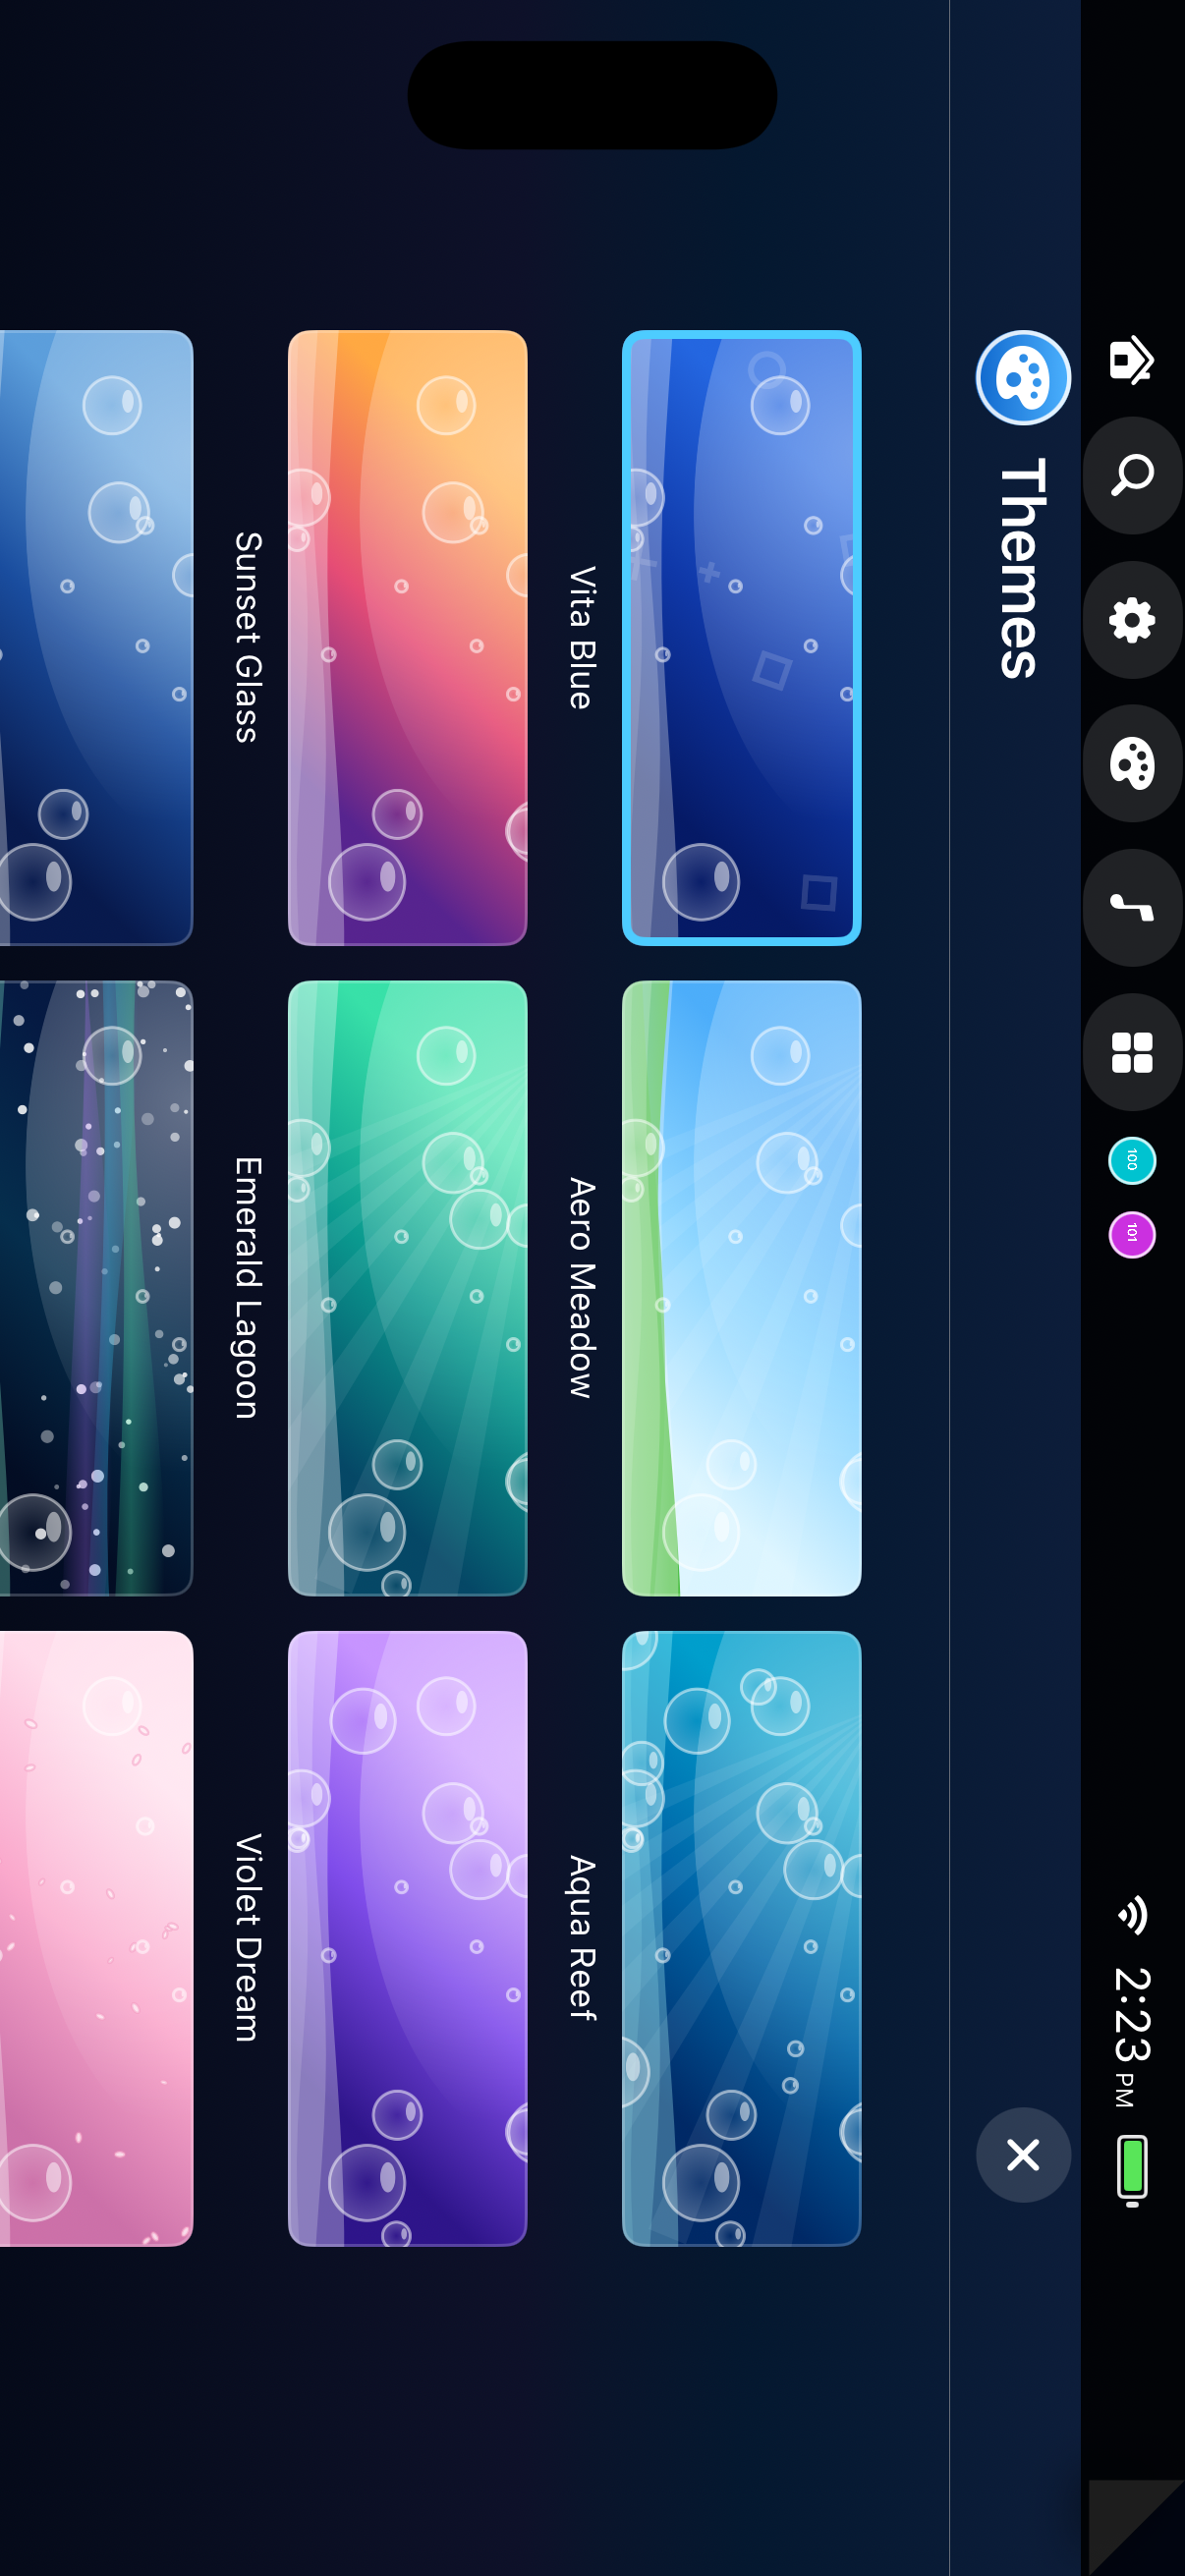 100
101
2:23 PM
Themes
Vita Blue
Aero Meadow
Aqua Reef
Sunset Glass
Emerald Lagoon
Violet Dream